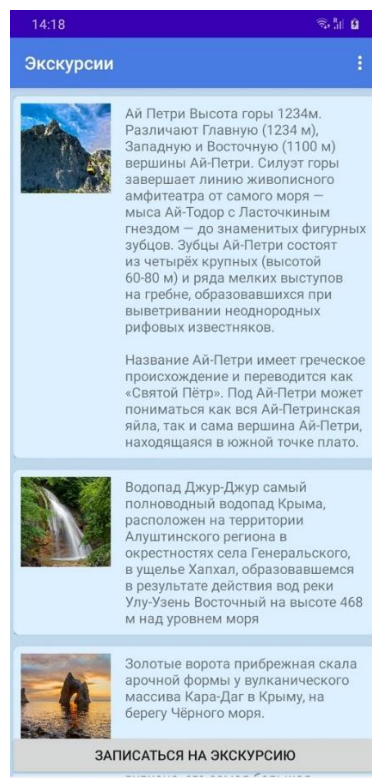 14:18
Экскурсии
Ай Петри Высота горы 1234м.
Различают Главную (1234 м),
Западную и Восточную (1100 м)
вершины Ай-Петри. Силуэт горы
завершает линию живописного
амфитеатра от самого моря —
мыса Ай-Тодор с Ласточкиным
гнездом — до знаменитых фигурных
зубцов. Зубцы Ай-Петри состоят
из четырёх крупных (высотой
60-80 м) и ряда мелких выступов
на гребне, образовавшихся при
выветривании неоднородных
рифовых известняков.
Название Ай-Петри имеет греческое
происхождение и переводится как
«Святой Пётр». Под Ай-Петри может
пониматься как вся Ай-Петринская
яйла, так и сама вершина Ай-Петри,
находящаяся в южной точке плато.
Водопад Джур-Джур самый
полноводный водопад Крыма,
расположен на территории
Алуштинского региона в
окрестностях села Генеральского,
в ущелье Хапхал, образовавшемся
в результате действия вод реки
Улу-Узень Восточный на высоте 468
м над уровнем моря
Золотые ворота прибрежная скала
арочной формы у вулканического
массива Кара-Даг в Крыму, на
берегу Чёрного моря.
ЗАПИСАТЬСЯ НА ЭКСКУРСИЮ